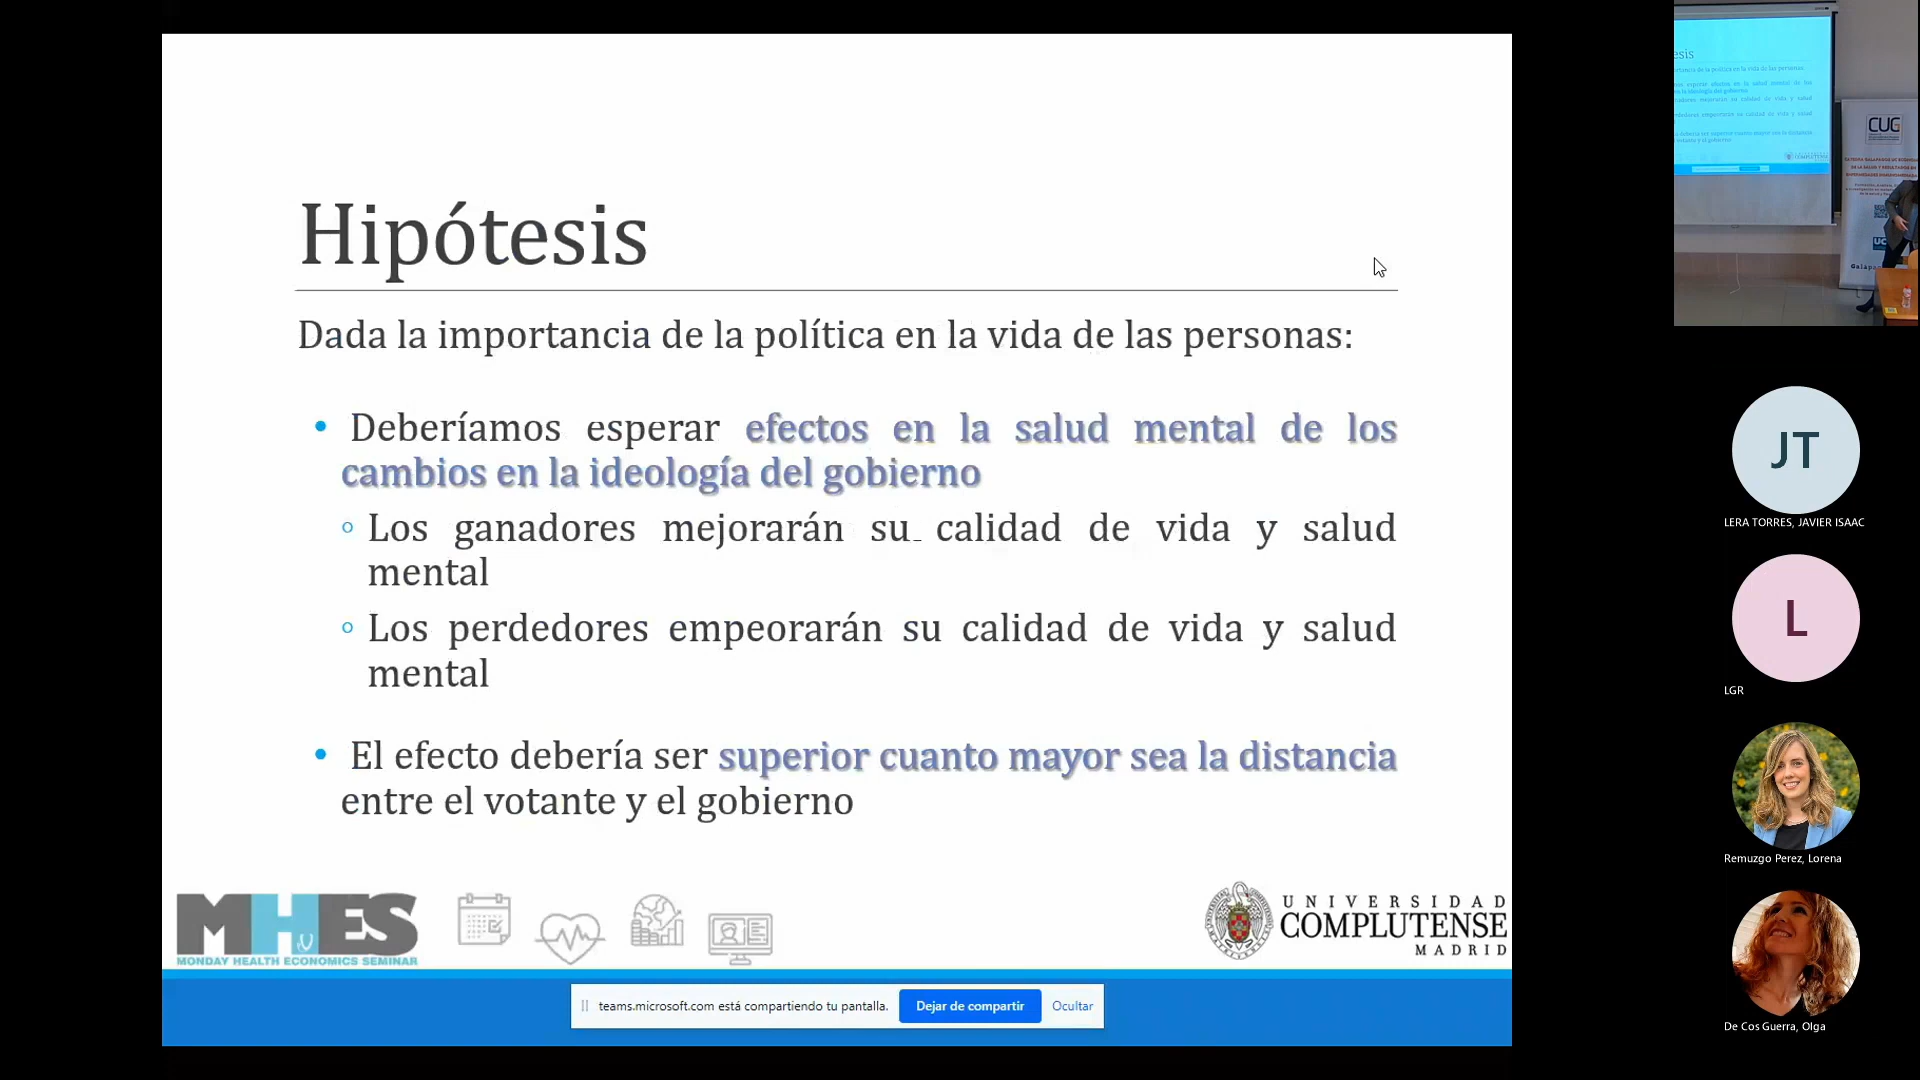 Hipótesis
Dada la importancia de la política en la vida de las personas:
• Deberíamos esperar efectos en la salud mental de los
cambios en la ideología del gobierno
Los ganadores mejorarán su calidad de vida y salud
mental
Los perdedores empeorarán su calidad de vida y salud
mental
• El efecto debería ser superior cuanto mayor sea la distancia
entre el votante y el gobierno
MHES
MONDAY HEALTH ECONOMICS SEMINAR
UNIVERSIDAD
COMPLUTENSE
MADRID
teams.microsoft.com está compartiendo tu pantalla.
Dejar de compartir
Ocultar
CUG
JT
LERA TORRES, JAVIER ISAAC
L
LGR
Remuzgo Perez, Lorena
De Cos Guerra, Olga